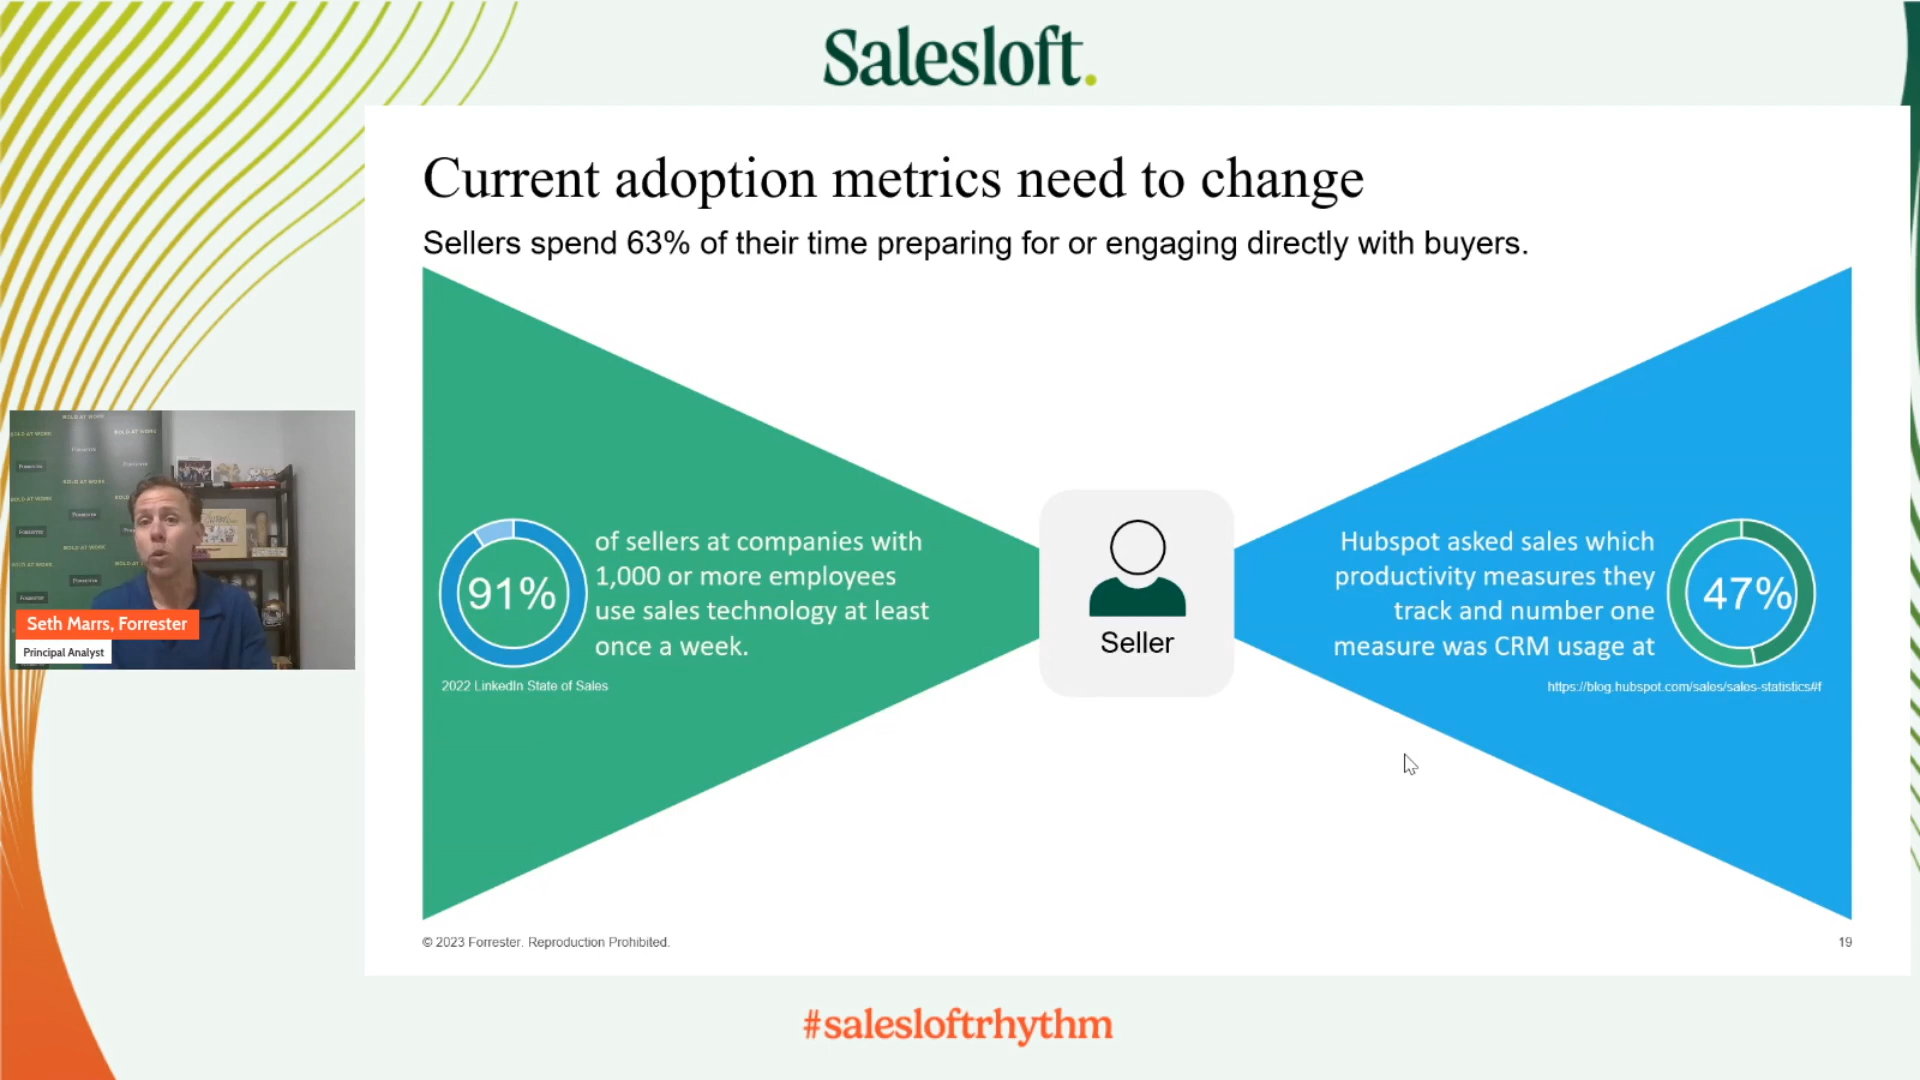 Salesloft.
Current adoption metrics need to change
Sellers spend 63% of their time preparing for or engaging directly with buyers.
91%
of sellers at companies with
1,000 or more employees
use sales technology at least
once a week.
2022 LinkedIn State of Sales
Seller
Hubspot asked sales which
productivity measures they
track and number one
measure was CRM usage at
47%
https://blog.hubspot.com/sales/sales-statistics#f
BOLD AT WORK
Forrester
Seth Marrs, Forrester
Principal Analyst
© 2023 Forrester. Reproduction Prohibited.
19
#salesloftrhythm